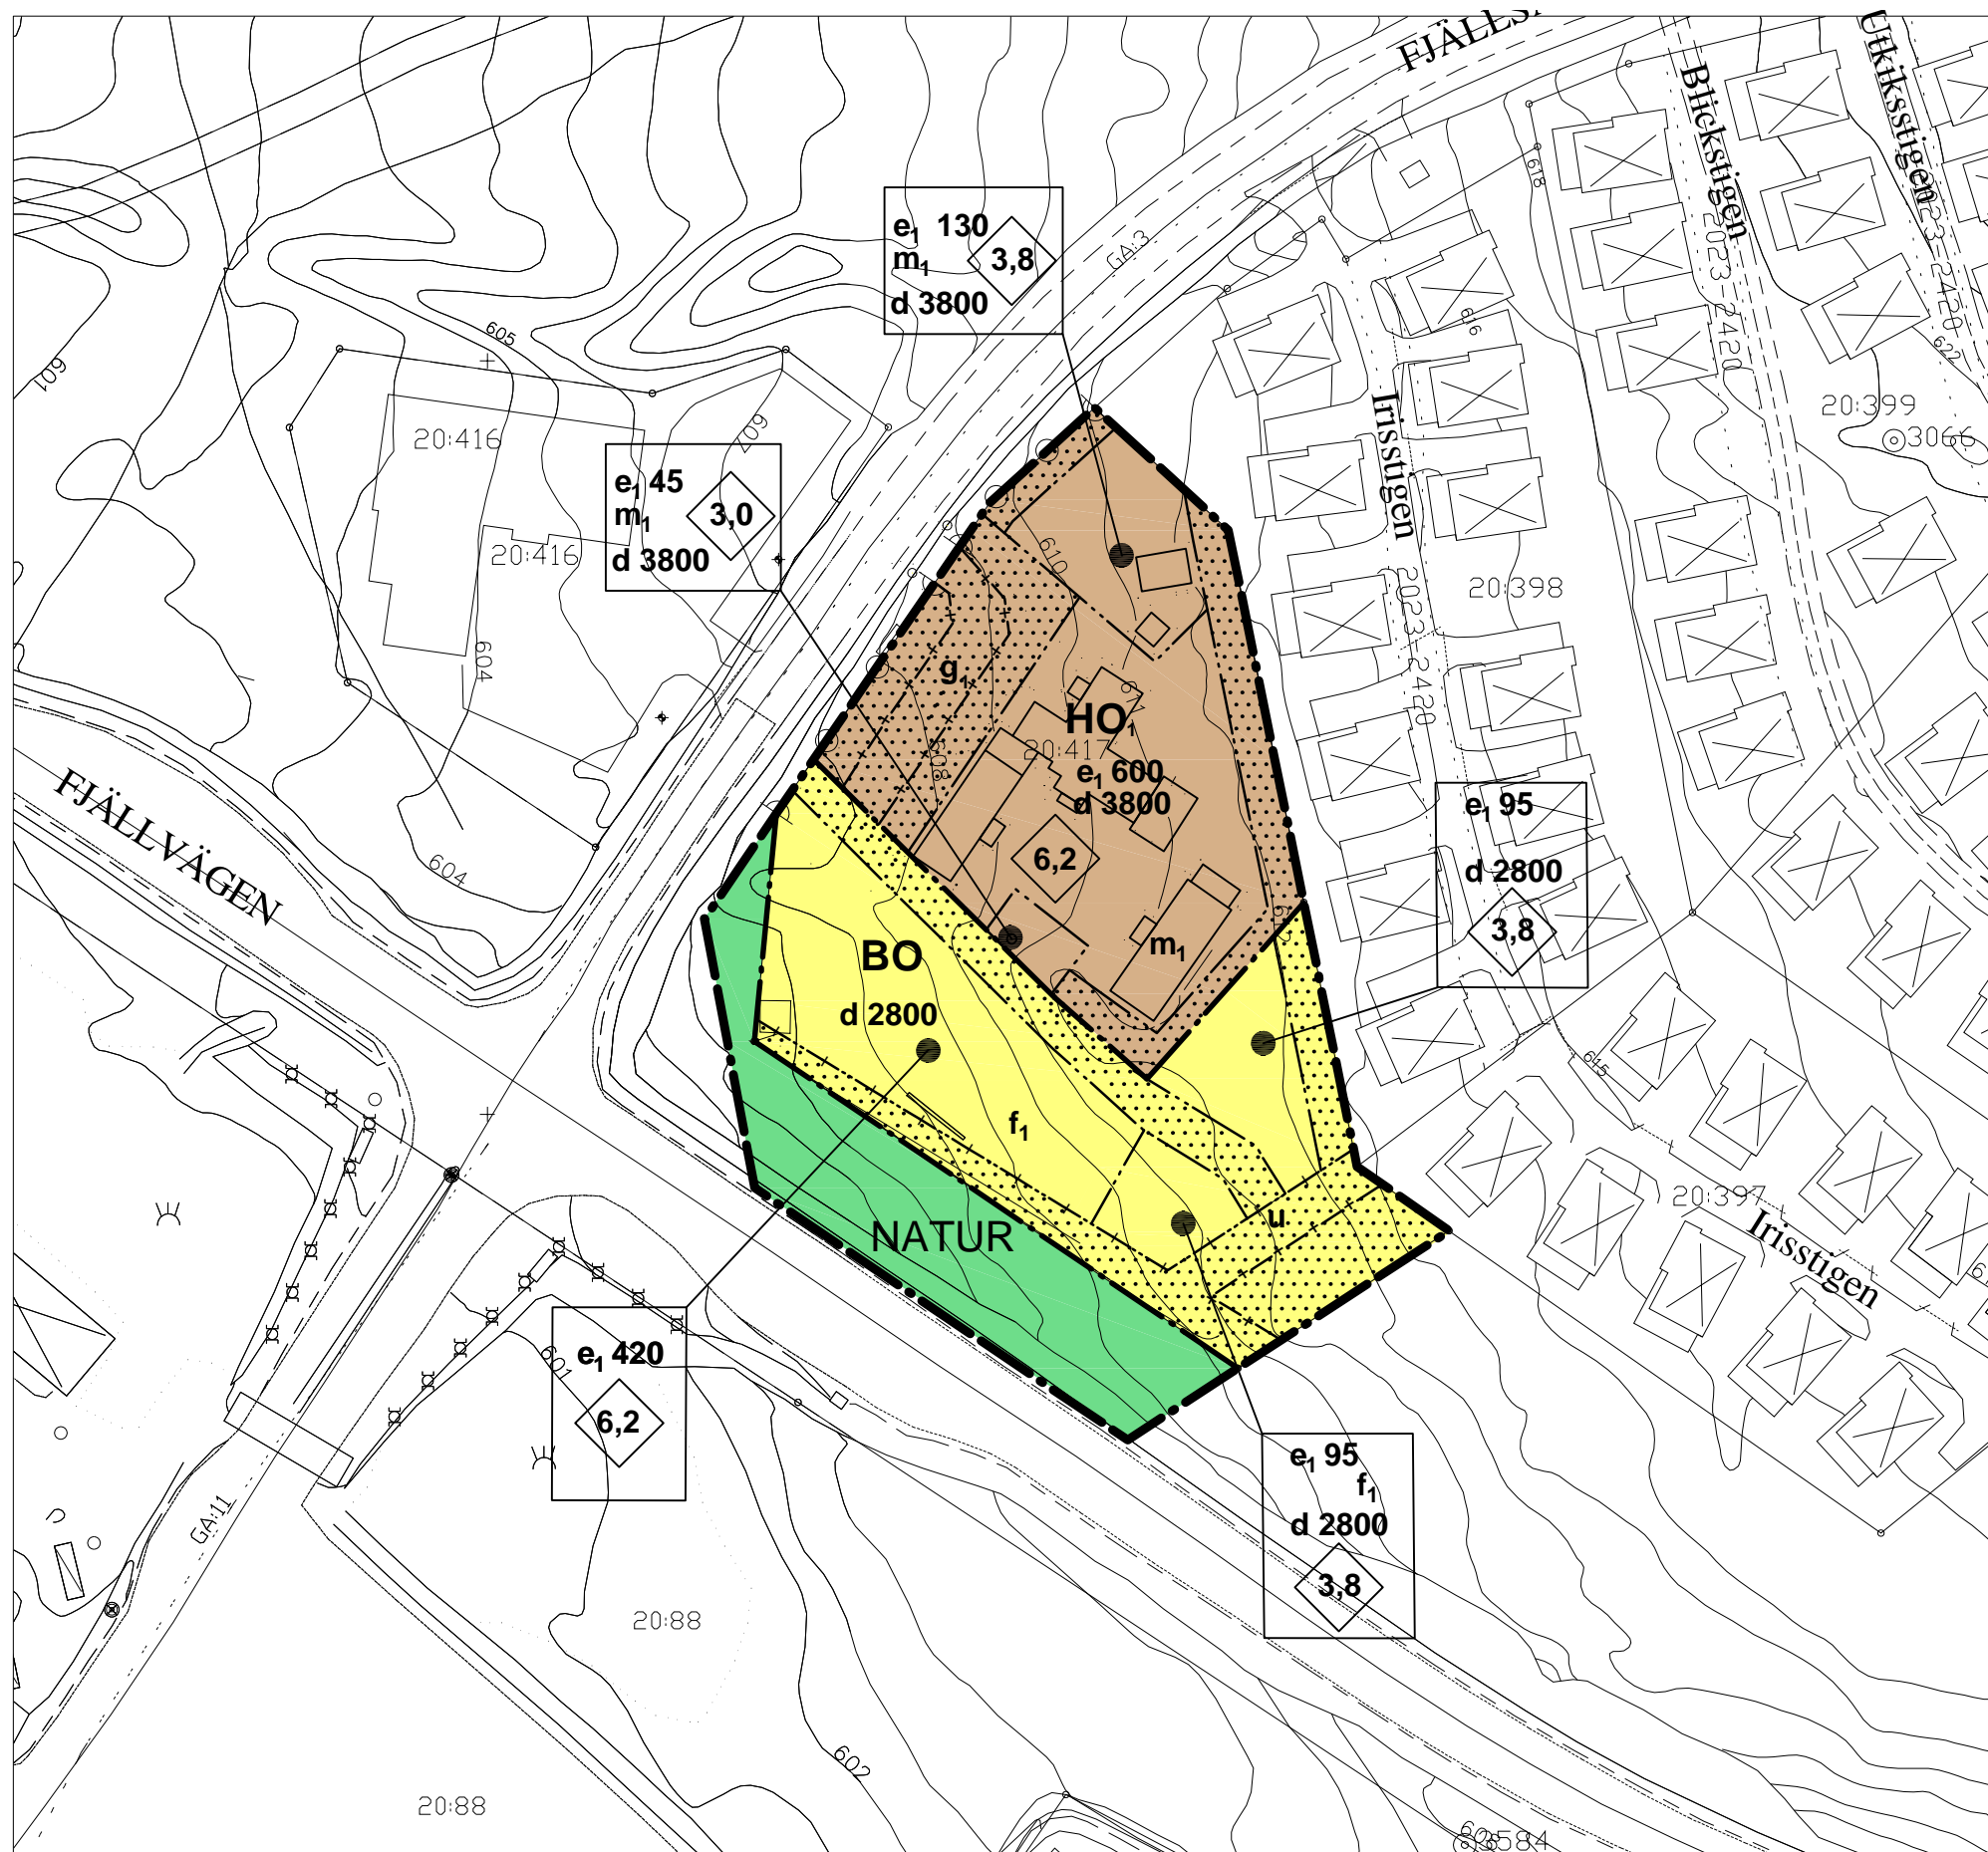 FJÄLLSÄ
Utkiksstigen
Blickstigen
618
2023-2420
2023-2420
e₁ 130
m₁
3,8
d 3800
GA:3
616
622
605
601
607
20:399
3066
20:416
Irisstigen
e₁ 45
m₁
3,0
d 3800
20:416
610
20:398
2023-2420
604
g₁
HO₁
20:417
608
e₁ 600
d 3800
6,2
FJÄLLVÄGEN
604
e₁ 95
d 2800
3,8
BO
m₁
d 2800
615
f₁
20:397
Irisstigen
u
NATUR
e₁ 420
6,2
601
e₁ 95
f₁
d 2800
3,8
GA:11
20:88
602
20:88
3584